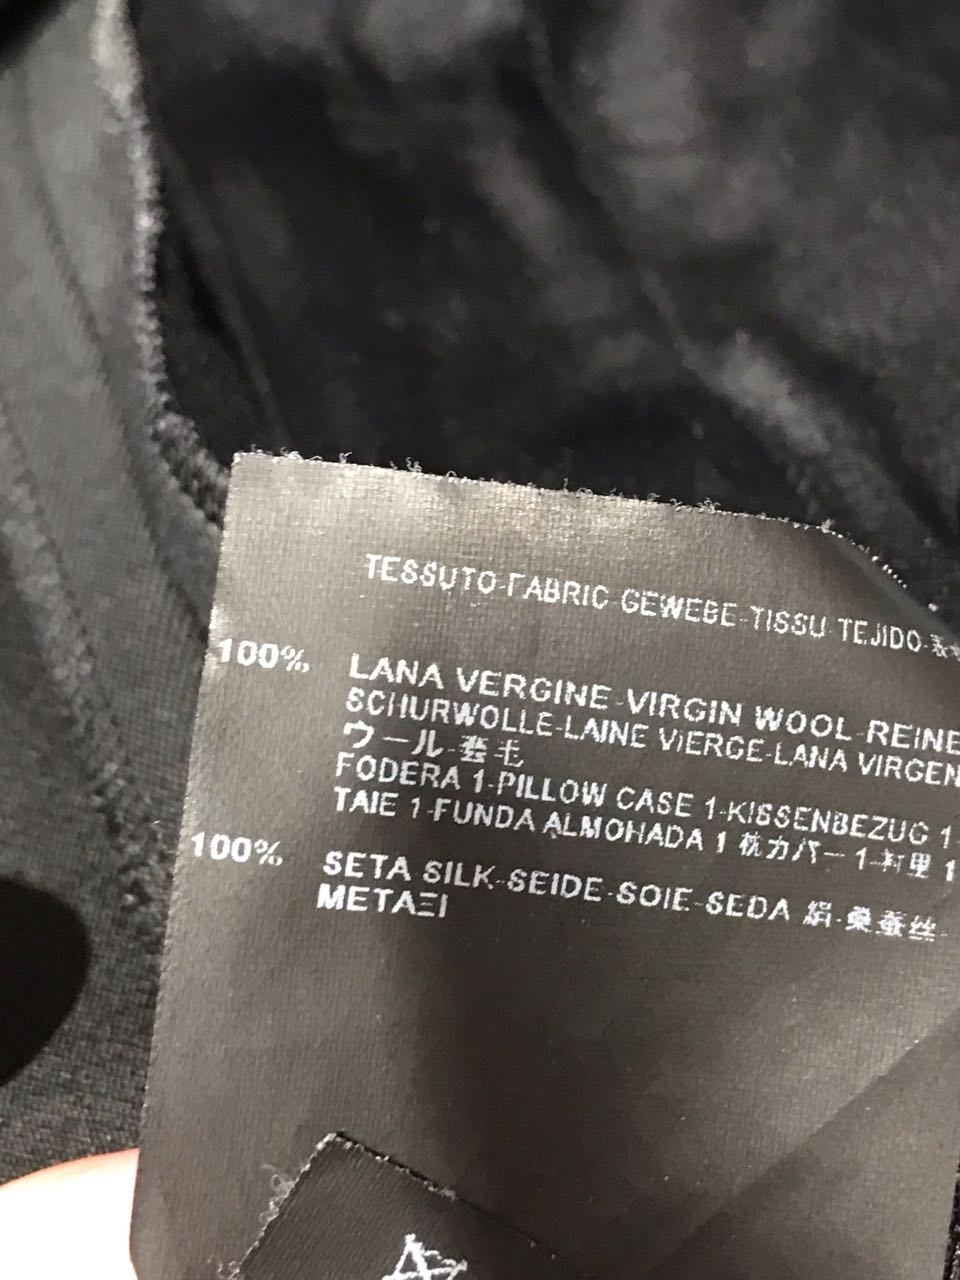 TESSUTO-FABRIC-GEWEBE-TISSU-TEJIDO-表
100% LANA VERGINE-VIRGIN WOOL-REINE
SCHURWOLLE-LAINE VIERGE-LANA VIRGEN
ウール-羊毛
FODERA 1-PILLOW CASE 1-KISSENBEZUG 1-
TAIE 1-FUNDA ALMOHADA 1 枕カバー 1-衬里 1
100% SETA SILK-SEIDE-SOIE-SEDA 絹-桑蚕丝-
ΜΕΤΑΞΙ